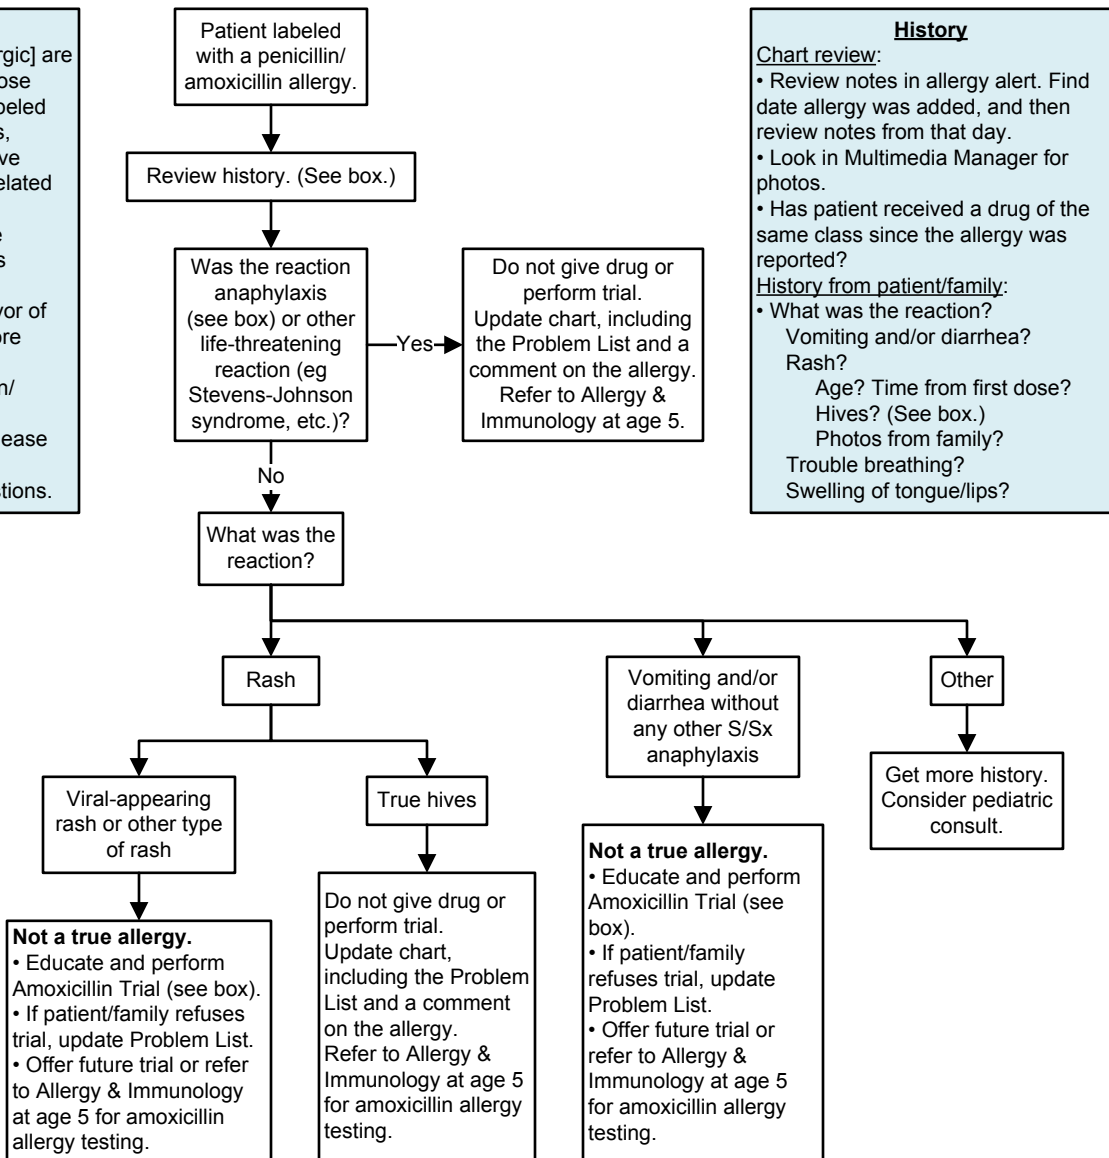 rgic] are
ose
beled
s,
ve
elated
e
s
vor of
ore
n/
lease
stions.
Patient labeled
with a penicillin/
amoxicillin allergy.
Review history. (See box.)
Was the reaction
anaphylaxis
(see box) or other
life-threatening
reaction (eg
Stevens-Johnson
syndrome, etc.)?
Yes
Do not give drug or
perform trial.
Update chart, including
the Problem List and a
comment on the allergy.
Refer to Allergy &
Immunology at age 5.
History
Chart review:
• Review notes in allergy alert. Find
date allergy was added, and then
review notes from that day.
• Look in Multimedia Manager for
photos.
• Has patient received a drug of the
same class since the allergy was
reported?
History from patient/family:
• What was the reaction?
Vomiting and/or diarrhea?
Rash?
Age? Time from first dose?
Hives? (See box.)
Photos from family?
Trouble breathing?
Swelling of tongue/lips?
No
What was the
reaction?
Rash
Vomiting and/or
diarrhea without
any other S/Sx
anaphylaxis
Other
Viral-appearing
rash or other type
of rash
True hives
Get more history.
Consider pediatric
consult.
Not a true allergy.
• Educate and perform
Amoxicillin Trial (see box).
• If patient/family refuses
trial, update Problem List.
• Offer future trial or refer
to Allergy & Immunology
at age 5 for amoxicillin
allergy testing.
Do not give drug or
perform trial.
Update chart,
including the Problem
List and a comment
on the allergy.
Refer to Allergy &
Immunology at age 5
for amoxicillin allergy
testing.
Not a true allergy.
• Educate and perform
Amoxicillin Trial (see
box).
• If patient/family
refuses trial, update
Problem List.
• Offer future trial or
refer to Allergy &
Immunology at age 5
for amoxicillin allergy
testing.